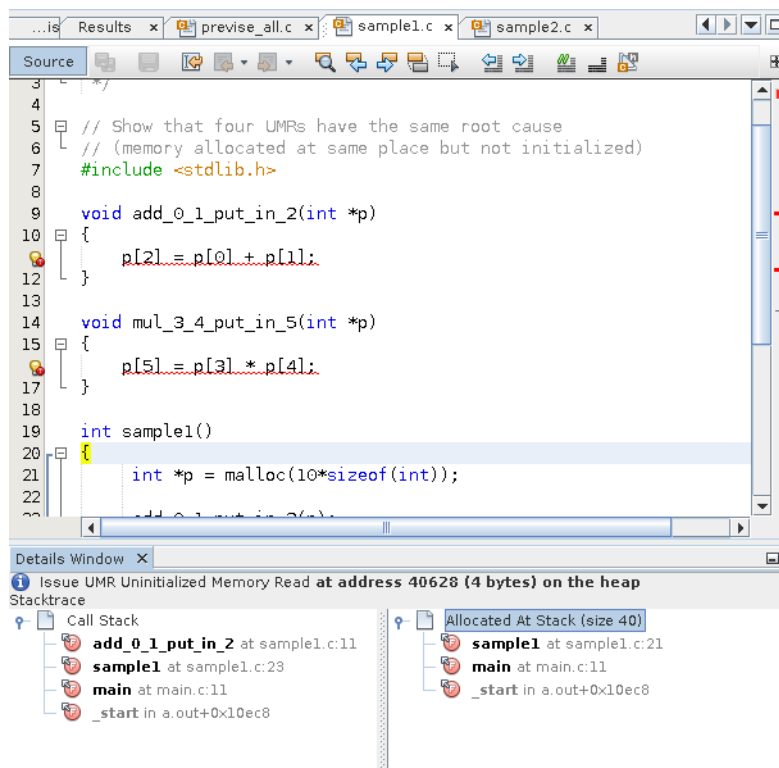 ...is Results x previse_all.c x sample1.c x sample2.c x
Source
3 */
4
5 // Show that four UMRs have the same root cause
6 // (memory allocated at same place but not initialized)
7 #include <stdlib.h>
8
9 void add_0_1_put_in_2(int *p)
10 {
p[2] = p[0] + p[1];
12 }
13
14 void mul_3_4_put_in_5(int *p)
15 {
p[5] = p[3] * p[4];
17 }
18
19 int sample1()
20 {
21 int *p = malloc(10*sizeof(int));
22
23 add_0_1_put_in_2(p);
Details Window X
Issue UMR Uninitialized Memory Read at address 40628 (4 bytes) on the heap
Stacktrace
Call Stack
add_0_1_put_in_2 at sample1.c:11
sample1 at sample1.c:23
main at main.c:11
_start in a.out+0x10ec8
Allocated At Stack (size 40)
sample1 at sample1.c:21
main at main.c:11
_start in a.out+0x10ec8